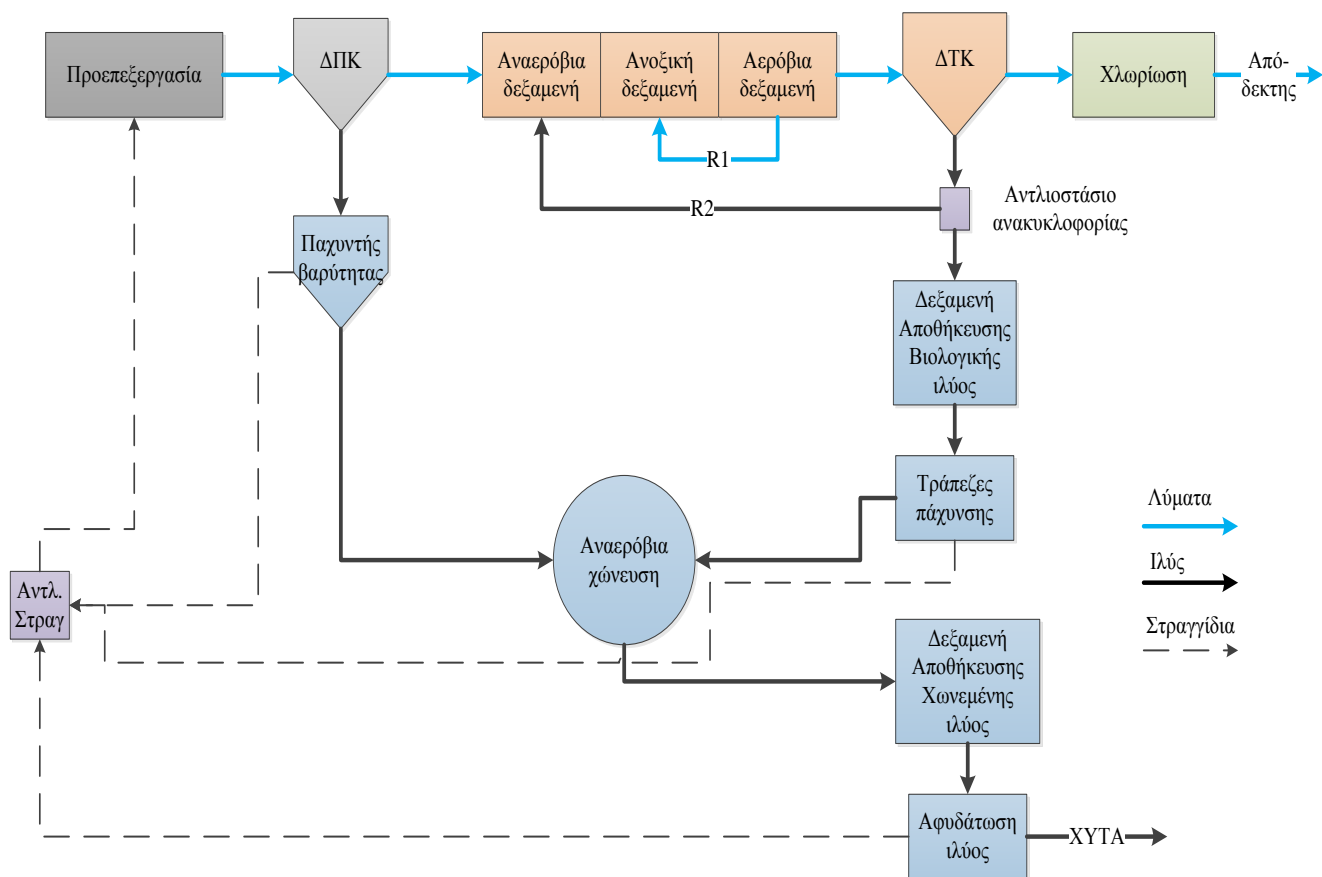 Προεπεξεργασία
ΔΠΚ
Αναερόβια
δεξαμενή
Ανοξική
δεξαμενή
Αερόβια
δεξαμενή
ΔΤΚ
Χλωρίωση
Από-
δεκτης
R1
R2
Αντλιοστάσιο
ανακυκλοφορίας
Παχυντής
βαρύτητας
Δεξαμενή
Αποθήκευσης
Βιολογικής
ιλύος
Τράπεζες
πάχυνσης
Αναερόβια
χώνευση
Λύματα
Ιλύς
Στραγγίδια
Αντλ.
Στραγ
Δεξαμενή
Αποθήκευσης
Χωνεμένης
ιλύος
Αφυδάτωση
ιλύος
ΧΥΤΑ